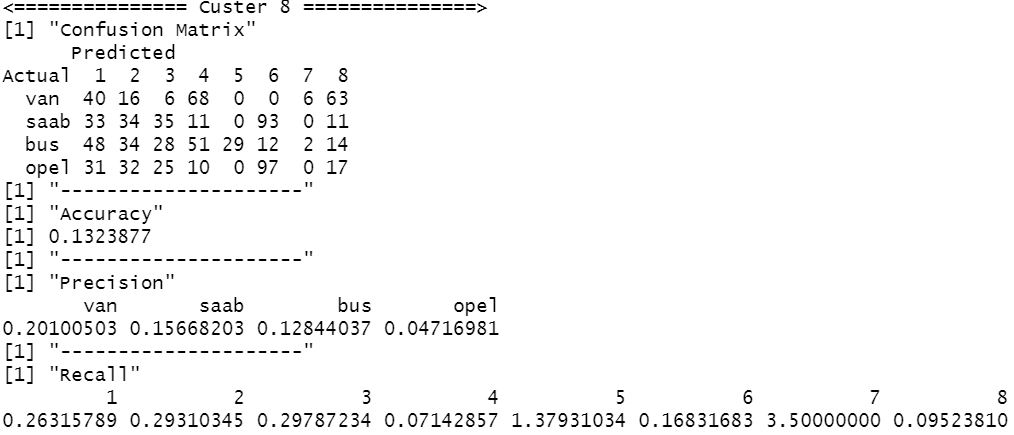 <=============== Custer 8 ===============>
[1] "Confusion Matrix"
Predicted
Actual 1 2 3 4 5 6 7 8
van 40 16 6 68 0 0 6 63
saab 33 34 35 11 0 93 0 11
bus 48 34 28 51 29 12 2 14
opel 31 32 25 10 0 97 0 17
[1] "---------------------"
[1] "Accuracy"
[1] 0.1323877
[1] "---------------------"
[1] "Precision"
van saab bus opel
0.20100503 0.15668203 0.12844037 0.04716981
[1] "---------------------"
[1] "Recall"
1 2 3 4 5 6 7 8
0.26315789 0.29310345 0.29787234 0.07142857 1.37931034 0.16831683 3.50000000 0.09523810